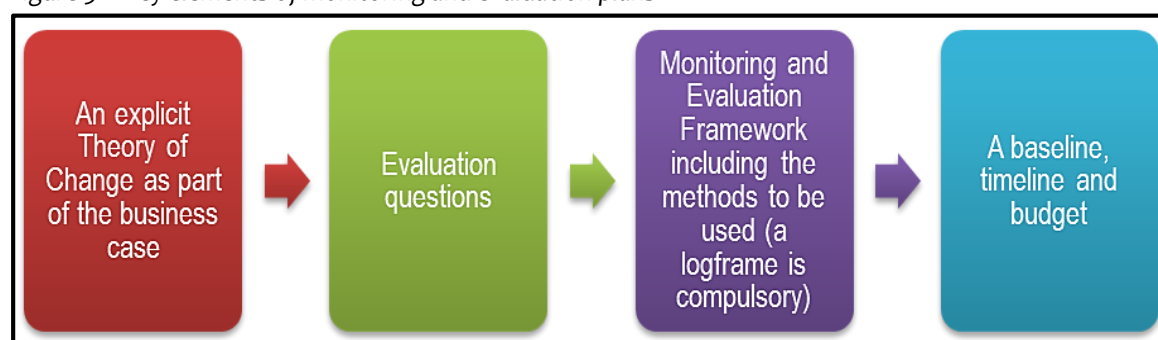 An explicit
Theory of
Change as part
of the business
case
Evaluation
questions
Monitoring and
Evaluation
Framework
including the
methods to be
used (a
logframe is
compulsory)
A baseline,
timeline and
budget